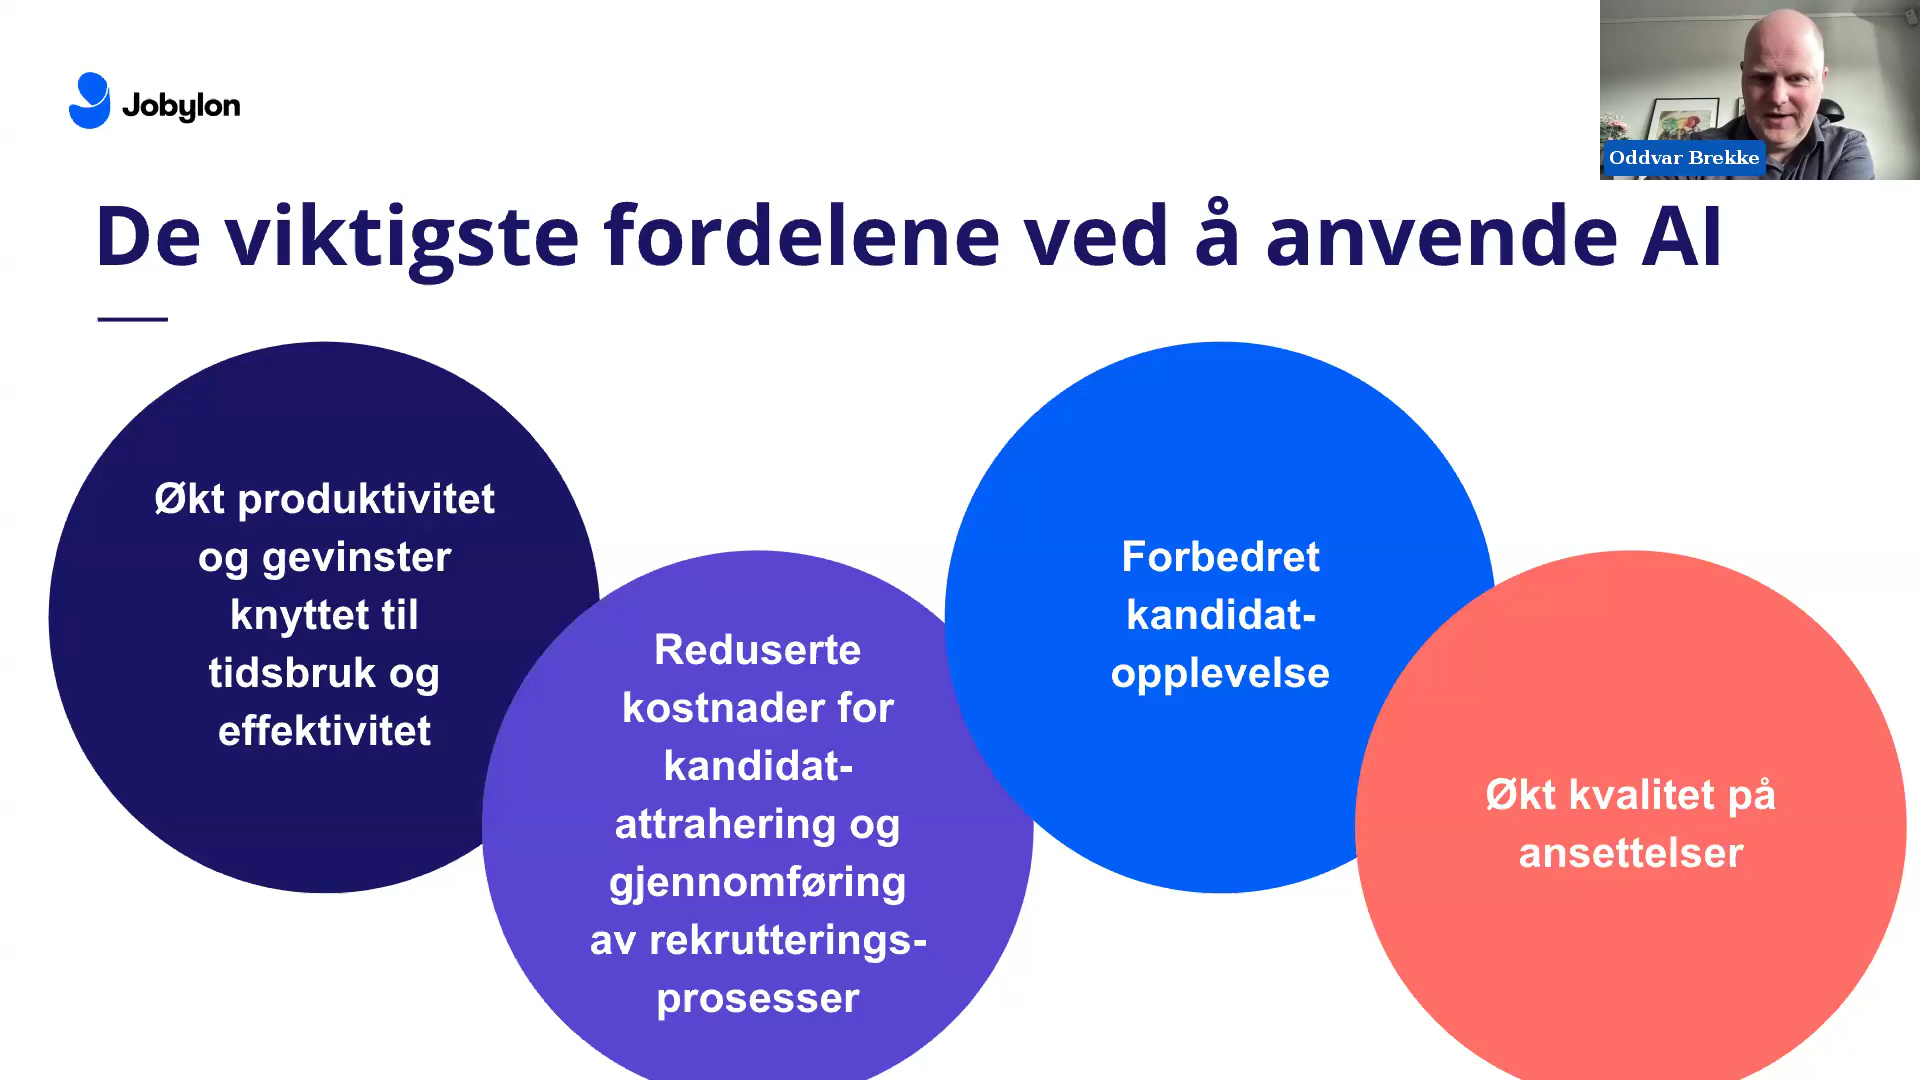 Jobylon
Oddvar Brekke
De viktigste fordelene ved å anvende AI
Økt produktivitet
og gevinster
knyttet til
tidsbruk og
effektivitet
Reduserte
kostnader for
kandidat-
attrahering og
gjennomføring
av rekrutterings-
prosesser
Forbedret
kandidat-
opplevelse
Økt kvalitet på
ansettelser